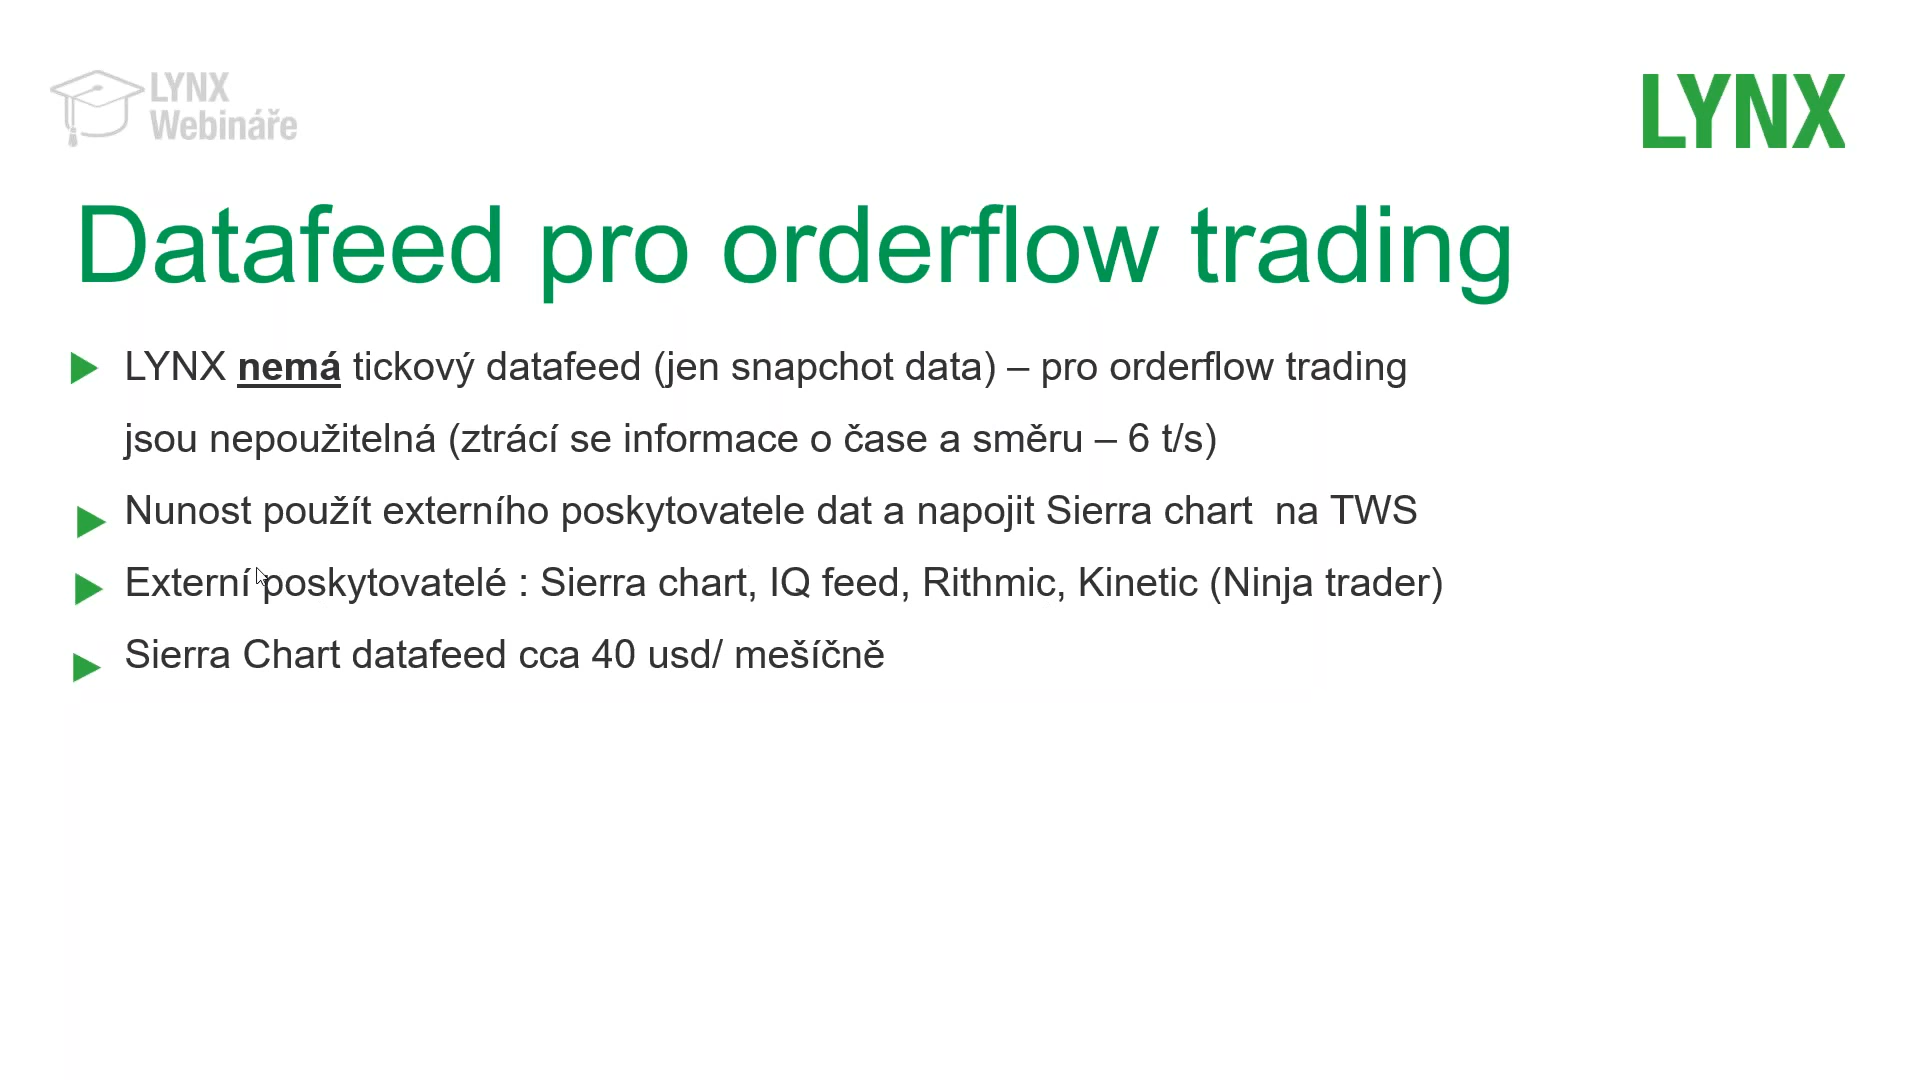 LYNX
Webináře
LYNX
Datafeed pro orderflow trading
LYNX nemá tickový datafeed (jen snapchot data) – pro orderflow trading
jsou nepoužitelná (ztrácí se informace o čase a směru – 6 t/s)
Nunost použít externího poskytovatele dat a napojit Sierra chart  na TWS
Externí poskytovatelé : Sierra chart, IQ feed, Rithmic, Kinetic (Ninja trader)
Sierra Chart datafeed cca 40 usd/ mešíčně